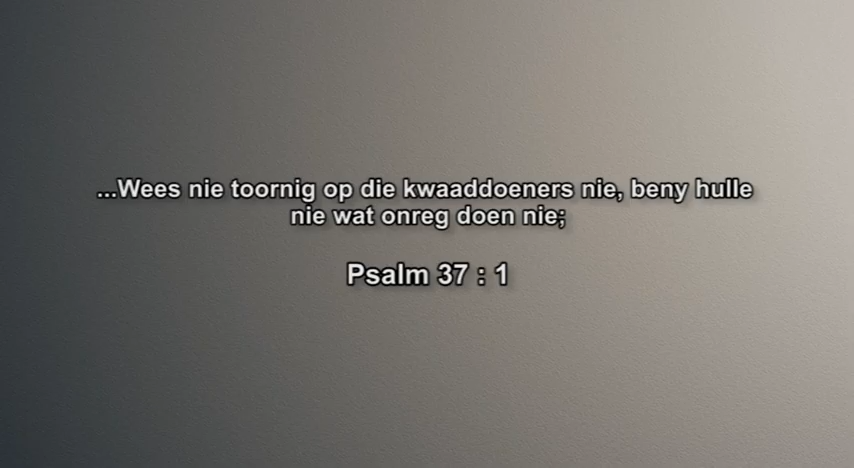 ...Wees nie toornig op die kwaaddoeners nie, beny hulle
nie wat onreg doen nie;
Psalm 37 : 1